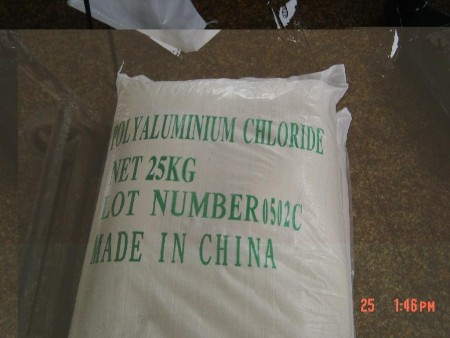 POLYALUMINIUM CHLORIDE
NET 25KG
LOT NUMBER 0502C
MADE IN CHINA
25 1:46PM